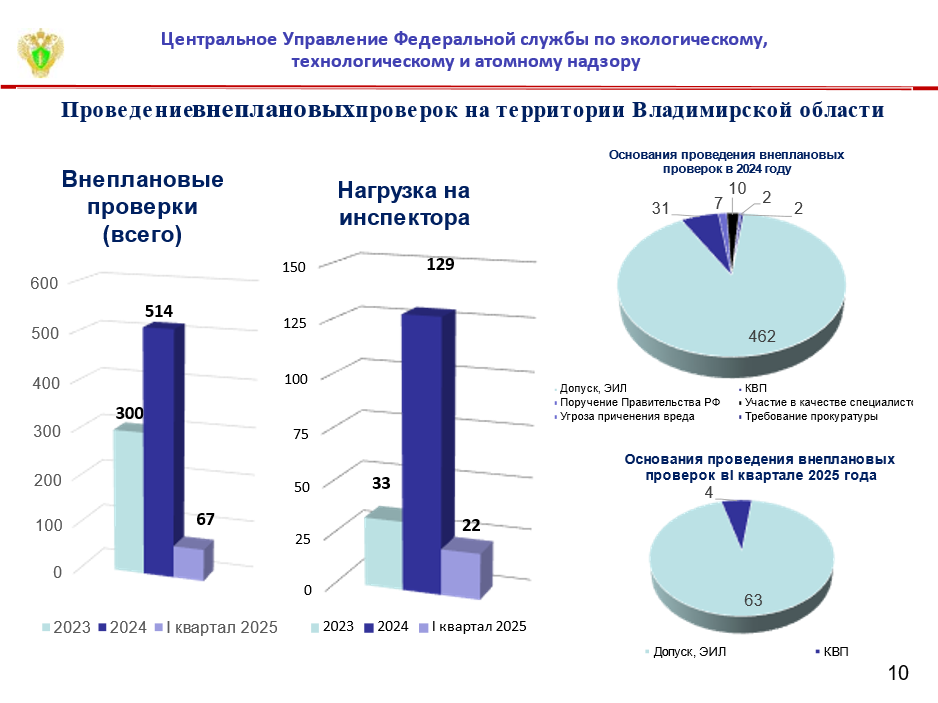 Центральное Управление Федеральной службы по экологическому,
технологическому и атомному надзору
Проведениевнеплановыхпроверок на территории Владимирской области
Внеплановые
проверки
(всего)
600
500
400
300
200
100
0
300
514
67
2023 2024 I квартал 2025
Нагрузка на
инспектора
150
125
100
75
50
25
0
33
129
22
2023 2024 I квартал 2025
Основания проведения внеплановых
проверок в 2024 году
31 7 10 2 2
462
Допуск, ЭИЛ КВП
Поручение Правительства РФ Участие в качестве специалисто
Угроза приченения вреда Требование прокуратуры
Основания проведения внеплановых
проверок вI квартале 2025 года
4
63
Допуск, ЭИЛ КВП
10